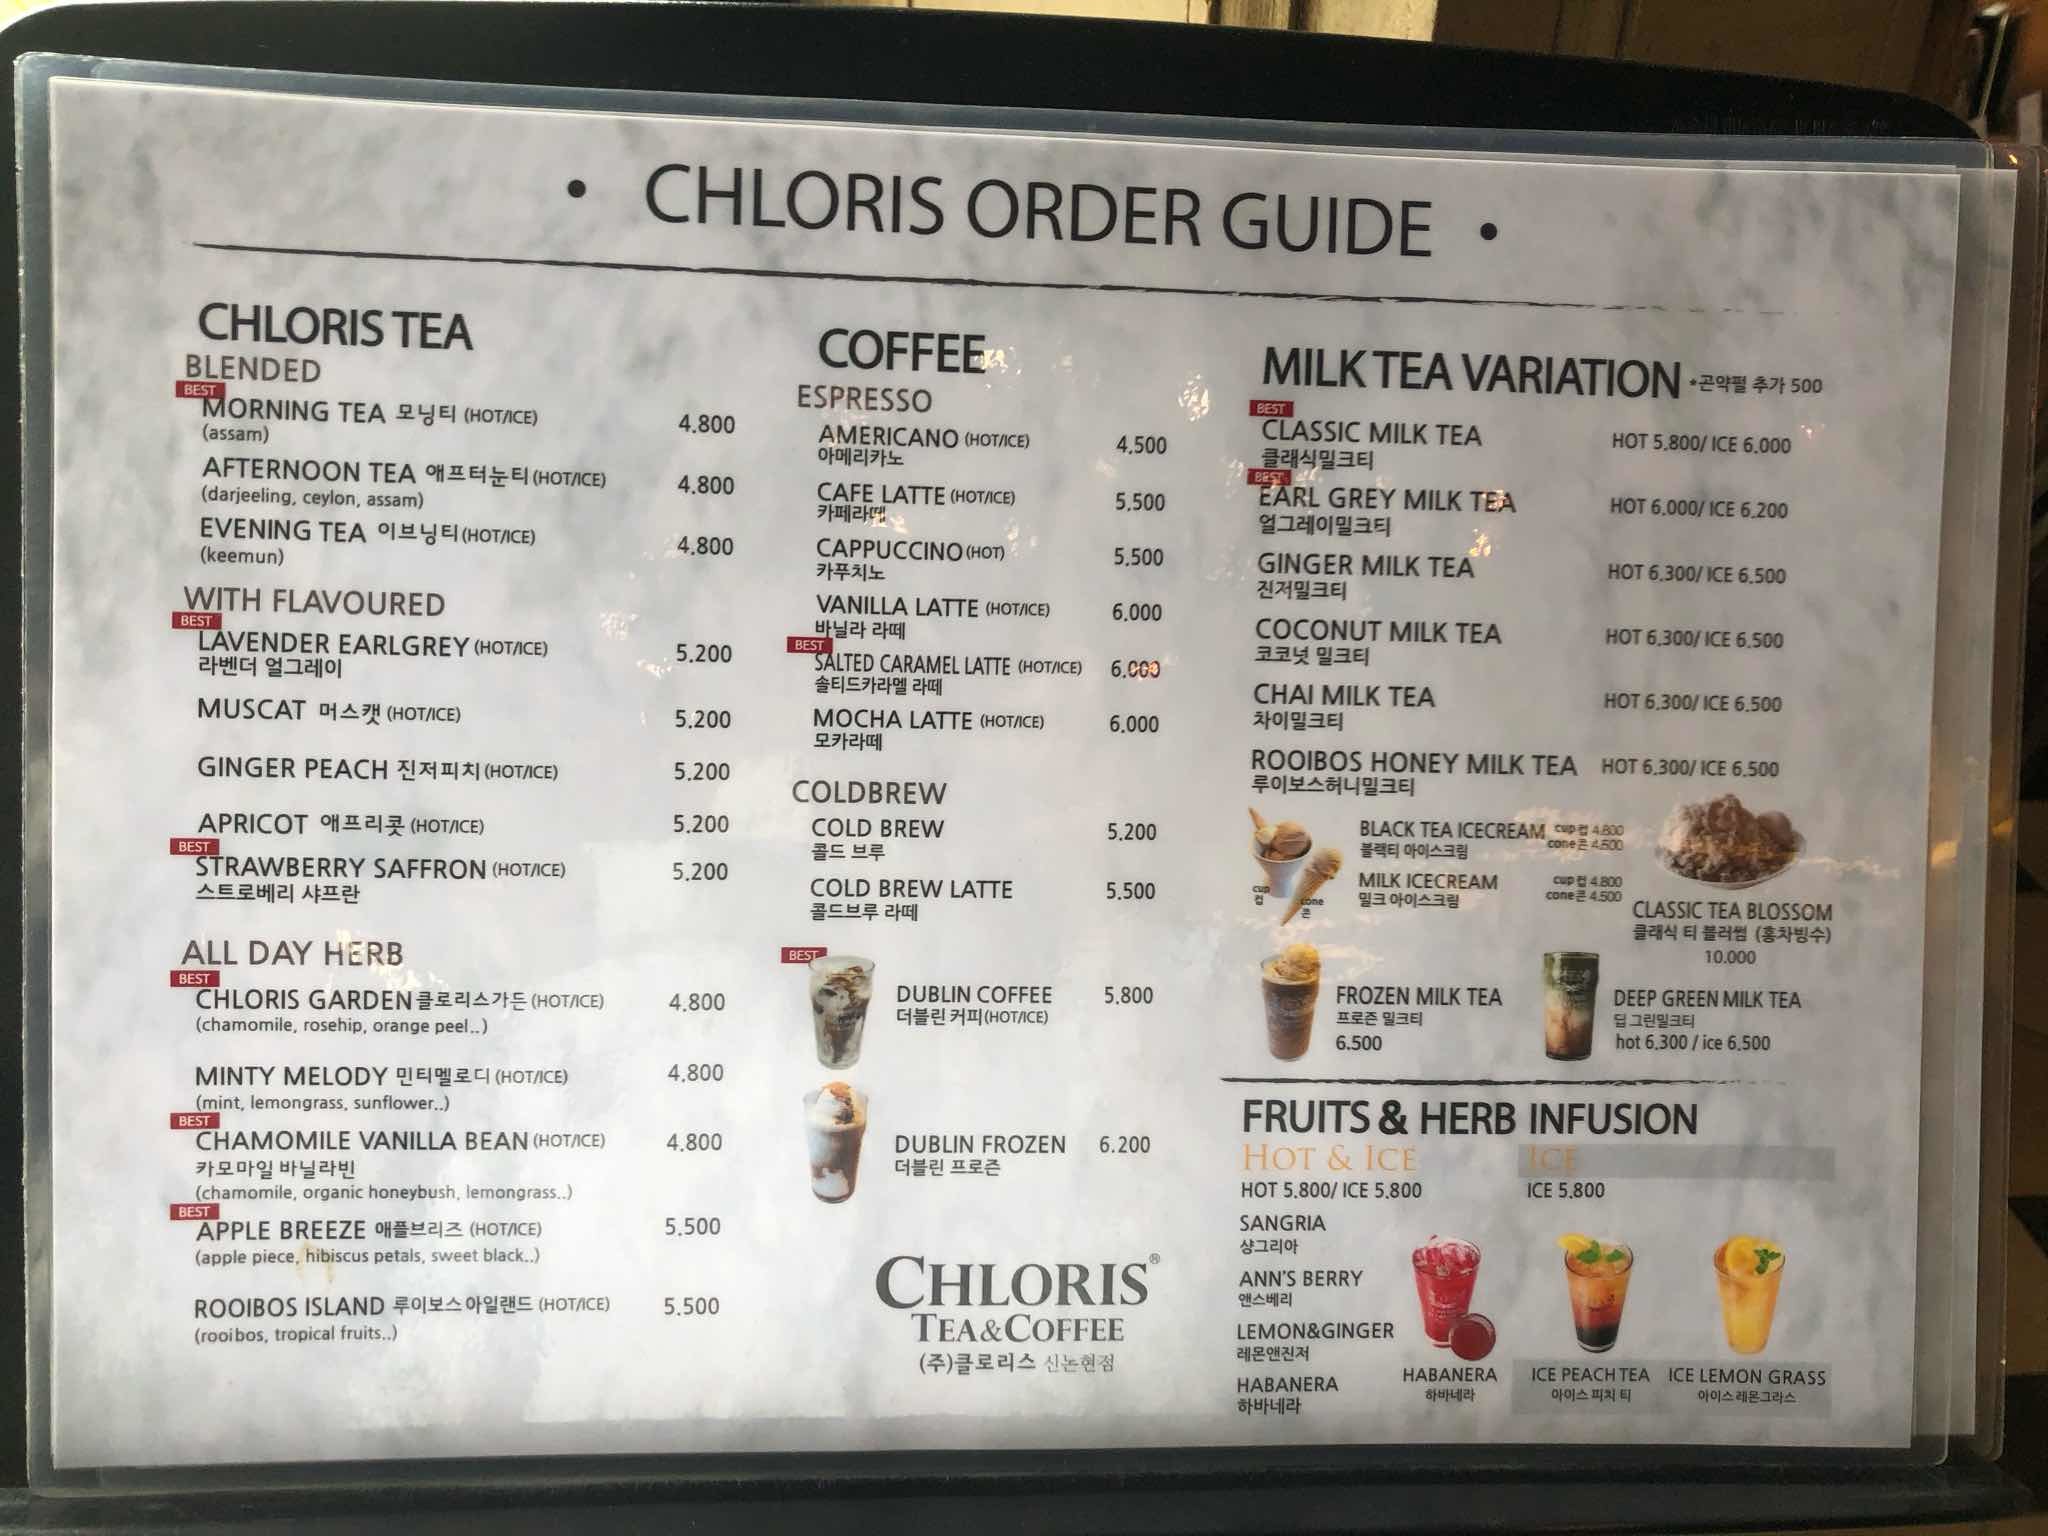 • CHLORIS ORDER GUIDE •
CHLORIS TEA
BLENDED
BEST
MORNING TEA 모닝티 (HOT/ICE) 4.800
(assam)
AFTERNOON TEA 애프터눈티 (HOT/ICE) 4.800
(darjeeling, ceylon, assam)
EVENING TEA 이브닝티 (HOT/ICE) 4.800
(keemun)
WITH FLAVOURED
BEST
LAVENDER EARLGREY (HOT/ICE) 5.200
라벤더 얼그레이
MUSCAT 머스캣 (HOT/ICE) 5.200
GINGER PEACH 진저피치 (HOT/ICE) 5.200
APRICOT 애프리콧 (HOT/ICE) 5.200
BEST
STRAWBERRY SAFFRON (HOT/ICE) 5.200
스트로베리 샤프란
ALL DAY HERB
BEST
CHLORIS GARDEN 클로리스가든 (HOT/ICE) 4.800
(chamomile, rosehip, orange peel..)
MINTY MELODY 민티멜로디 (HOT/ICE) 4.800
(mint, lemongrass, sunflower..)
BEST
CHAMOMILE VANILLA BEAN (HOT/ICE) 4.800
카모마일 바닐라빈
(chamomile, organic honeybush, lemongrass..)
BEST
APPLE BREEZE 애플브리즈 (HOT/ICE) 5.500
(apple piece, hibiscus petals, sweet black..)
ROOIBOS ISLAND 루이보스 아일랜드 (HOT/ICE) 5.500
(rooibos, tropical fruits..)
COFFEE
ESPRESSO
AMERICANO (HOT/ICE) 4,500
아메리카노
CAFE LATTE (HOT/ICE) 5,500
카페라떼
CAPPUCCINO (HOT) 5,500
카푸치노
VANILLA LATTE (HOT/ICE) 6.000
바닐라 라떼
BEST
SALTED CARAMEL LATTE (HOT/ICE) 6.000
솔티드카라멜 라떼
MOCHA LATTE (HOT/ICE) 6,000
모카라떼
COLDBREW
COLD BREW 5.200
콜드 브루
COLD BREW LATTE 5.500
콜드브루 라떼
BEST
DUBLIN COFFEE 5.800
더블린 커피(HOT/ICE)
DUBLIN FROZEN 6.200
더블린 프로즌
CHLORIS®
TEA&COFFEE
(주)클로리스 신논현점
MILK TEA VARIATION *곤약펄 추가 500
BEST
CLASSIC MILK TEA HOT 5.800/ ICE 6.000
클래식밀크티
BEST
EARL GREY MILK TEA HOT 6.000/ ICE 6.200
얼그레이밀크티
GINGER MILK TEA HOT 6.300/ ICE 6.500
진저밀크티
COCONUT MILK TEA HOT 6.300/ ICE 6.500
코코넛 밀크티
CHAI MILK TEA HOT 6.300/ ICE 6.500
차이밀크티
ROOIBOS HONEY MILK TEA HOT 6.300/ ICE 6.500
루이보스허니밀크티
BLACK TEA ICECREAM cup 컵 4.800
블랙티 아이스크림 cone 콘 4.500
MILK ICECREAM cup 컵 4.800
밀크 아이스크림 cone 콘 4.500
cup
컵
cone
콘
CLASSIC TEA BLOSSOM
클래식 티 블러썸 (홍차빙수)
10.000
FROZEN MILK TEA
프로즌 밀크티
6.500
DEEP GREEN MILK TEA
딥 그린밀크티
hot 6.300 / ice 6.500
FRUITS & HERB INFUSION
HOT & ICE
HOT 5.800/ ICE 5.800
ICE
ICE 5.800
SANGRIA
샹그리아
ANN'S BERRY
앤스베리
LEMON&GINGER
레몬앤진저
HABANERA
하바네라
HABANERA
하바네라
ICE PEACH TEA
아이스 피치 티
ICE LEMON GRASS
아이스 레몬그라스